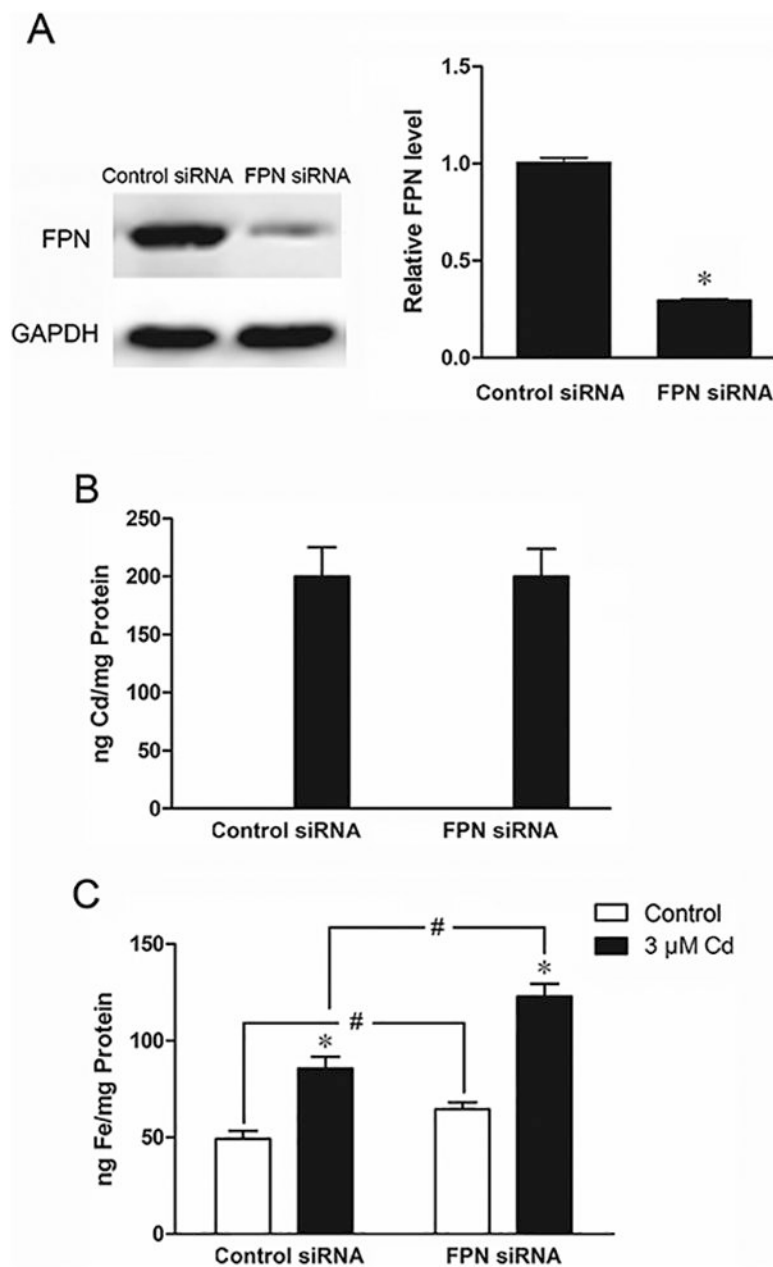 A
Control siRNA FPN siRNA
FPN
GAPDH
Relative FPN level
1.5
1.0
0.5
0.0
*
Control siRNA FPN siRNA
B
ng Cd/mg Protein
250
200
150
100
50
0
Control siRNA FPN siRNA
C
Control
3 µM Cd
ng Fe/mg Protein
150
100
50
0
#
#
*
*
Control siRNA FPN siRNA